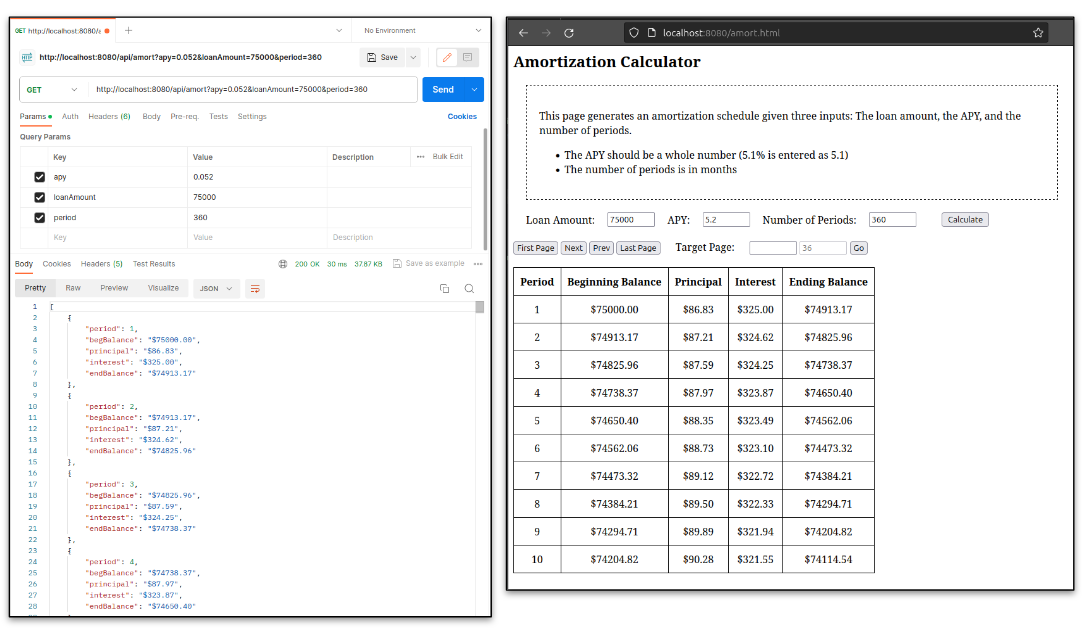 GET http://localhost:8080/a
No Environment
http://localhost:8080/api/amort?apy=0.052&loanAmount=75000&period=360
Save
GET http://localhost:8080/api/amort?apy=0.052&loanAmount=75000&period=360 Send
Params Auth Headers (6) Body Pre-req. Tests Settings Cookies
Query Params
Key Value Description ••• Bulk Edit
apy 0.052
loanAmount 75000
period 360
Key Value Description
Body Cookies Headers (5) Test Results 200 OK 30 ms 37.87 KB Save as example •••
Pretty Raw Preview Visualize JSON
1 [
2 {
3 "period": 1,
4 "begBalance": "$75000.00",
5 "principal": "$86.83",
6 "interest": "$325.00",
7 "endBalance": "$74913.17"
8 },
9 {
10 "period": 2,
11 "begBalance": "$74913.17",
12 "principal": "$87.21",
13 "interest": "$324.62",
14 "endBalance": "$74825.96"
15 },
16 {
17 "period": 3,
18 "begBalance": "$74825.96",
19 "principal": "$87.59",
20 "interest": "$324.25",
21 "endBalance": "$74738.37"
22 },
23 {
24 "period": 4,
25 "begBalance": "$74738.37",
26 "principal": "$87.97",
27 "interest": "$323.87",
28 "endBalance": "$74650.40"
localhost:8080/amort.html
Amortization Calculator
This page generates an amortization schedule given three inputs: The loan amount, the APY, and the
number of periods.
• The APY should be a whole number (5.1% is entered as 5.1)
• The number of periods is in months
Loan Amount: 75000 APY: 5.2 Number of Periods: 360 Calculate
First Page Next Prev Last Page Target Page: 36 Go
Period Beginning Balance Principal Interest Ending Balance
1 $75000.00 $86.83 $325.00 $74913.17
2 $74913.17 $87.21 $324.62 $74825.96
3 $74825.96 $87.59 $324.25 $74738.37
4 $74738.37 $87.97 $323.87 $74650.40
5 $74650.40 $88.35 $323.49 $74562.06
6 $74562.06 $88.73 $323.10 $74473.32
7 $74473.32 $89.12 $322.72 $74384.21
8 $74384.21 $89.50 $322.33 $74294.71
9 $74294.71 $89.89 $321.94 $74204.82
10 $74204.82 $90.28 $321.55 $74114.54